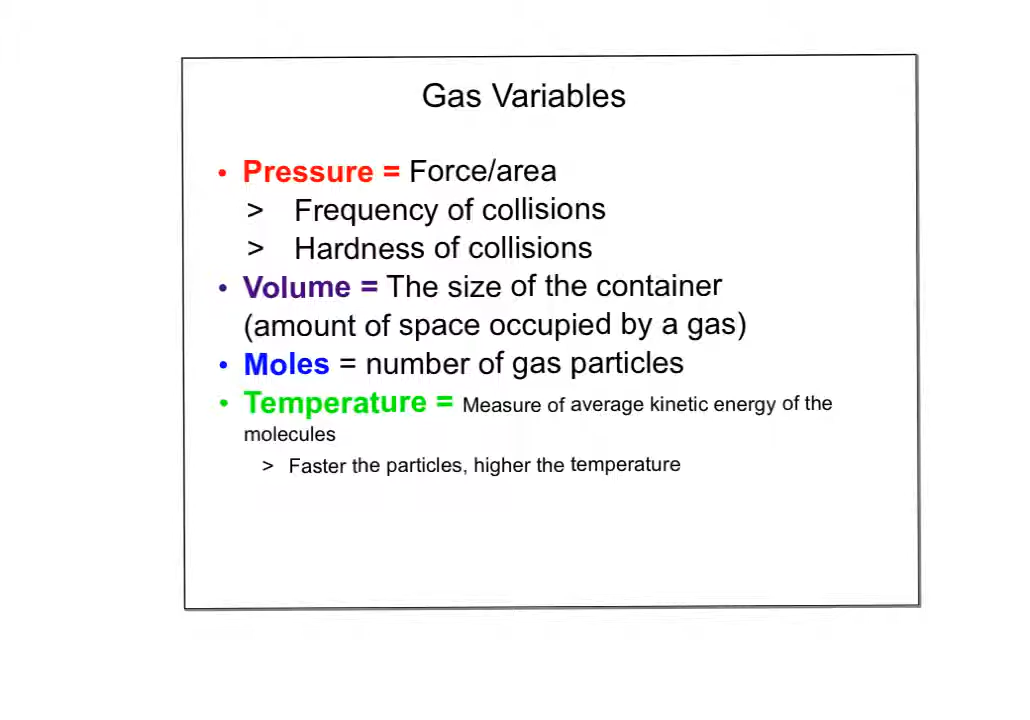 Gas Variables
• Pressure = Force/area
> Frequency of collisions
> Hardness of collisions
• Volume = The size of the container
(amount of space occupied by a gas)
• Moles = number of gas particles
• Temperature = Measure of average kinetic energy of the
molecules
> Faster the particles, higher the temperature